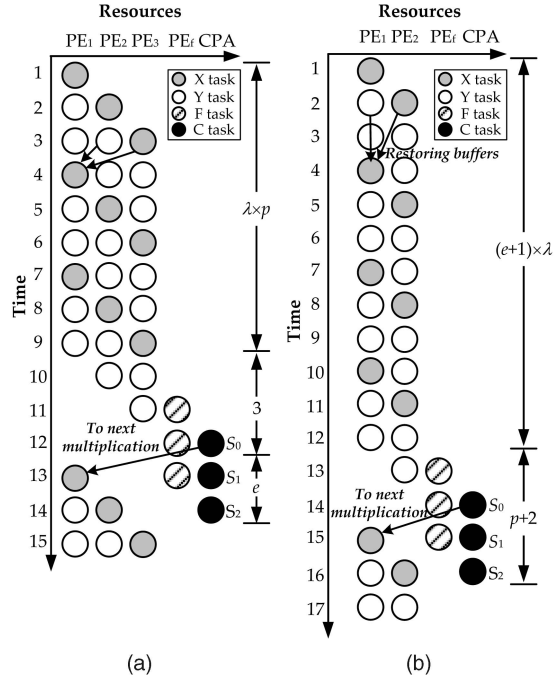 Resources
PE1 PE2 PE3 PEf CPA
X task
Y task
F task
C task
1
2
3
4
5
6
7
8
9
10
11
12
13
14
15
Time
λ×p
3
e
To next
multiplication
S0
S1
S2
(a)
Resources
PE1 PE2 PEf CPA
X task
Y task
F task
C task
Restoring buffers
1
2
3
4
5
6
7
8
9
10
11
12
13
14
15
16
17
Time
(e+1)×λ
p+2
To next
multiplication
S0
S1
S2
(b)